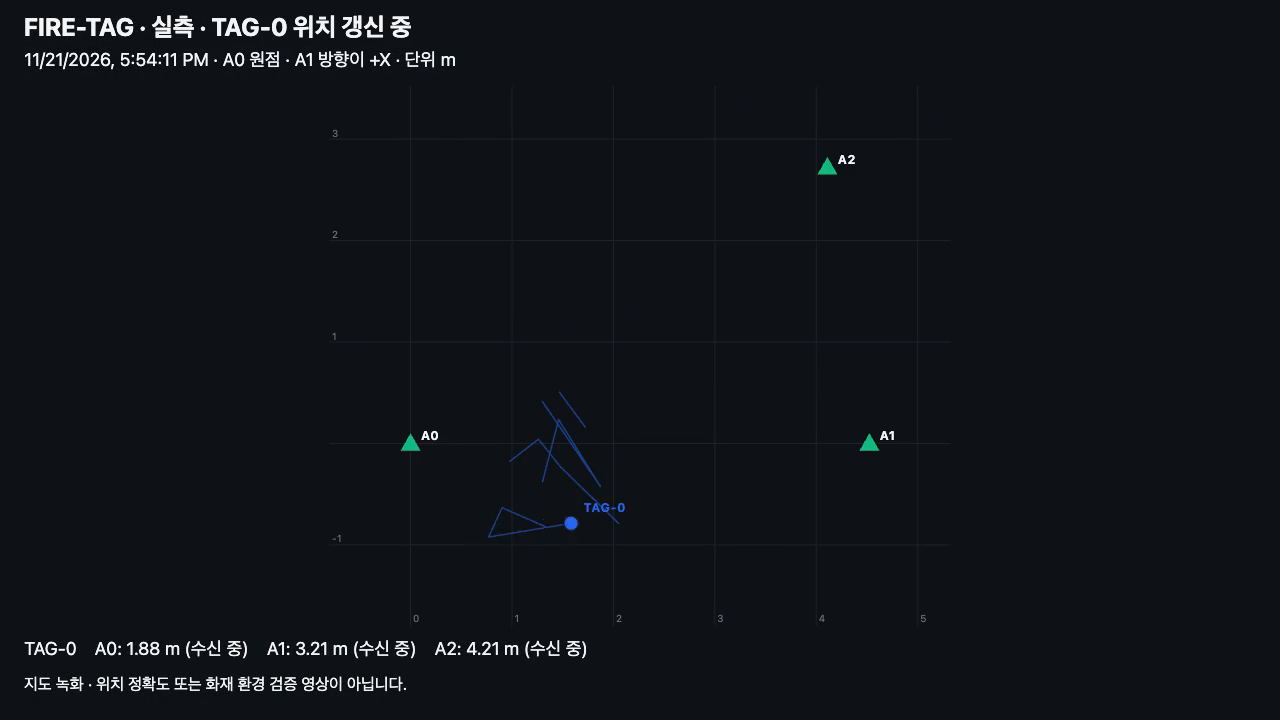 FIRE-TAG · 실측 · TAG-0 위치 갱신 중
11/21/2026, 5:54:11 PM · A0 원점 · A1 방향이 +X · 단위 m
3
A2
2
1
A0
A1
TAG-0
-1
0 1 2 3 4 5
TAG-0 A0: 1.88 m (수신 중) A1: 3.21 m (수신 중) A2: 4.21 m (수신 중)
지도 녹화 · 위치 정확도 또는 화재 환경 검증 영상이 아닙니다.